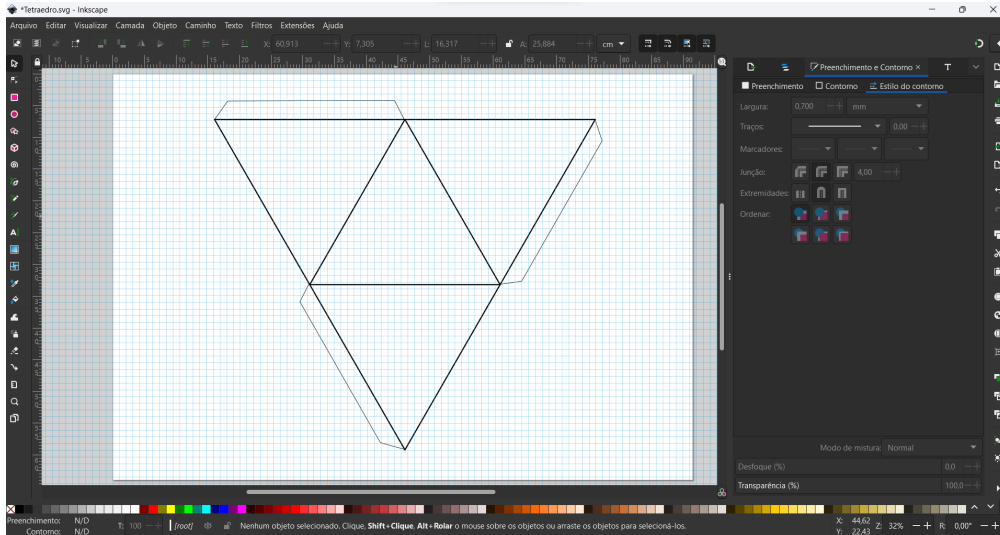 *Tetraedro.svg - Inkscape
Arquivo Editar Visualizar Camada Objeto Caminho Texto Filtros Extensões Ajuda
X: 60,913 Y: 7,305 L: 16,317 A: 25,884 cm
Preenchimento e Contorno ×
Preenchimento Contorno Estilo do contorno
Largura: 0,700 mm
Traços: 0,00
Marcadores:
Junção: 4,00
Extremidades:
Ordenar:
Modo de mistura: Normal
Desfoque (%) 0,0
Transparência (%) 100,0
Preenchimento: N/D
Contorno: N/D
T: 100
[root]
Nenhum objeto selecionado. Clique, Shift+Clique, Alt+Rolar o mouse sobre os objetos ou arraste os objetos para selecioná-los.
X: 44,62
Y: 22,43
Z: 32%
R: 0,00°